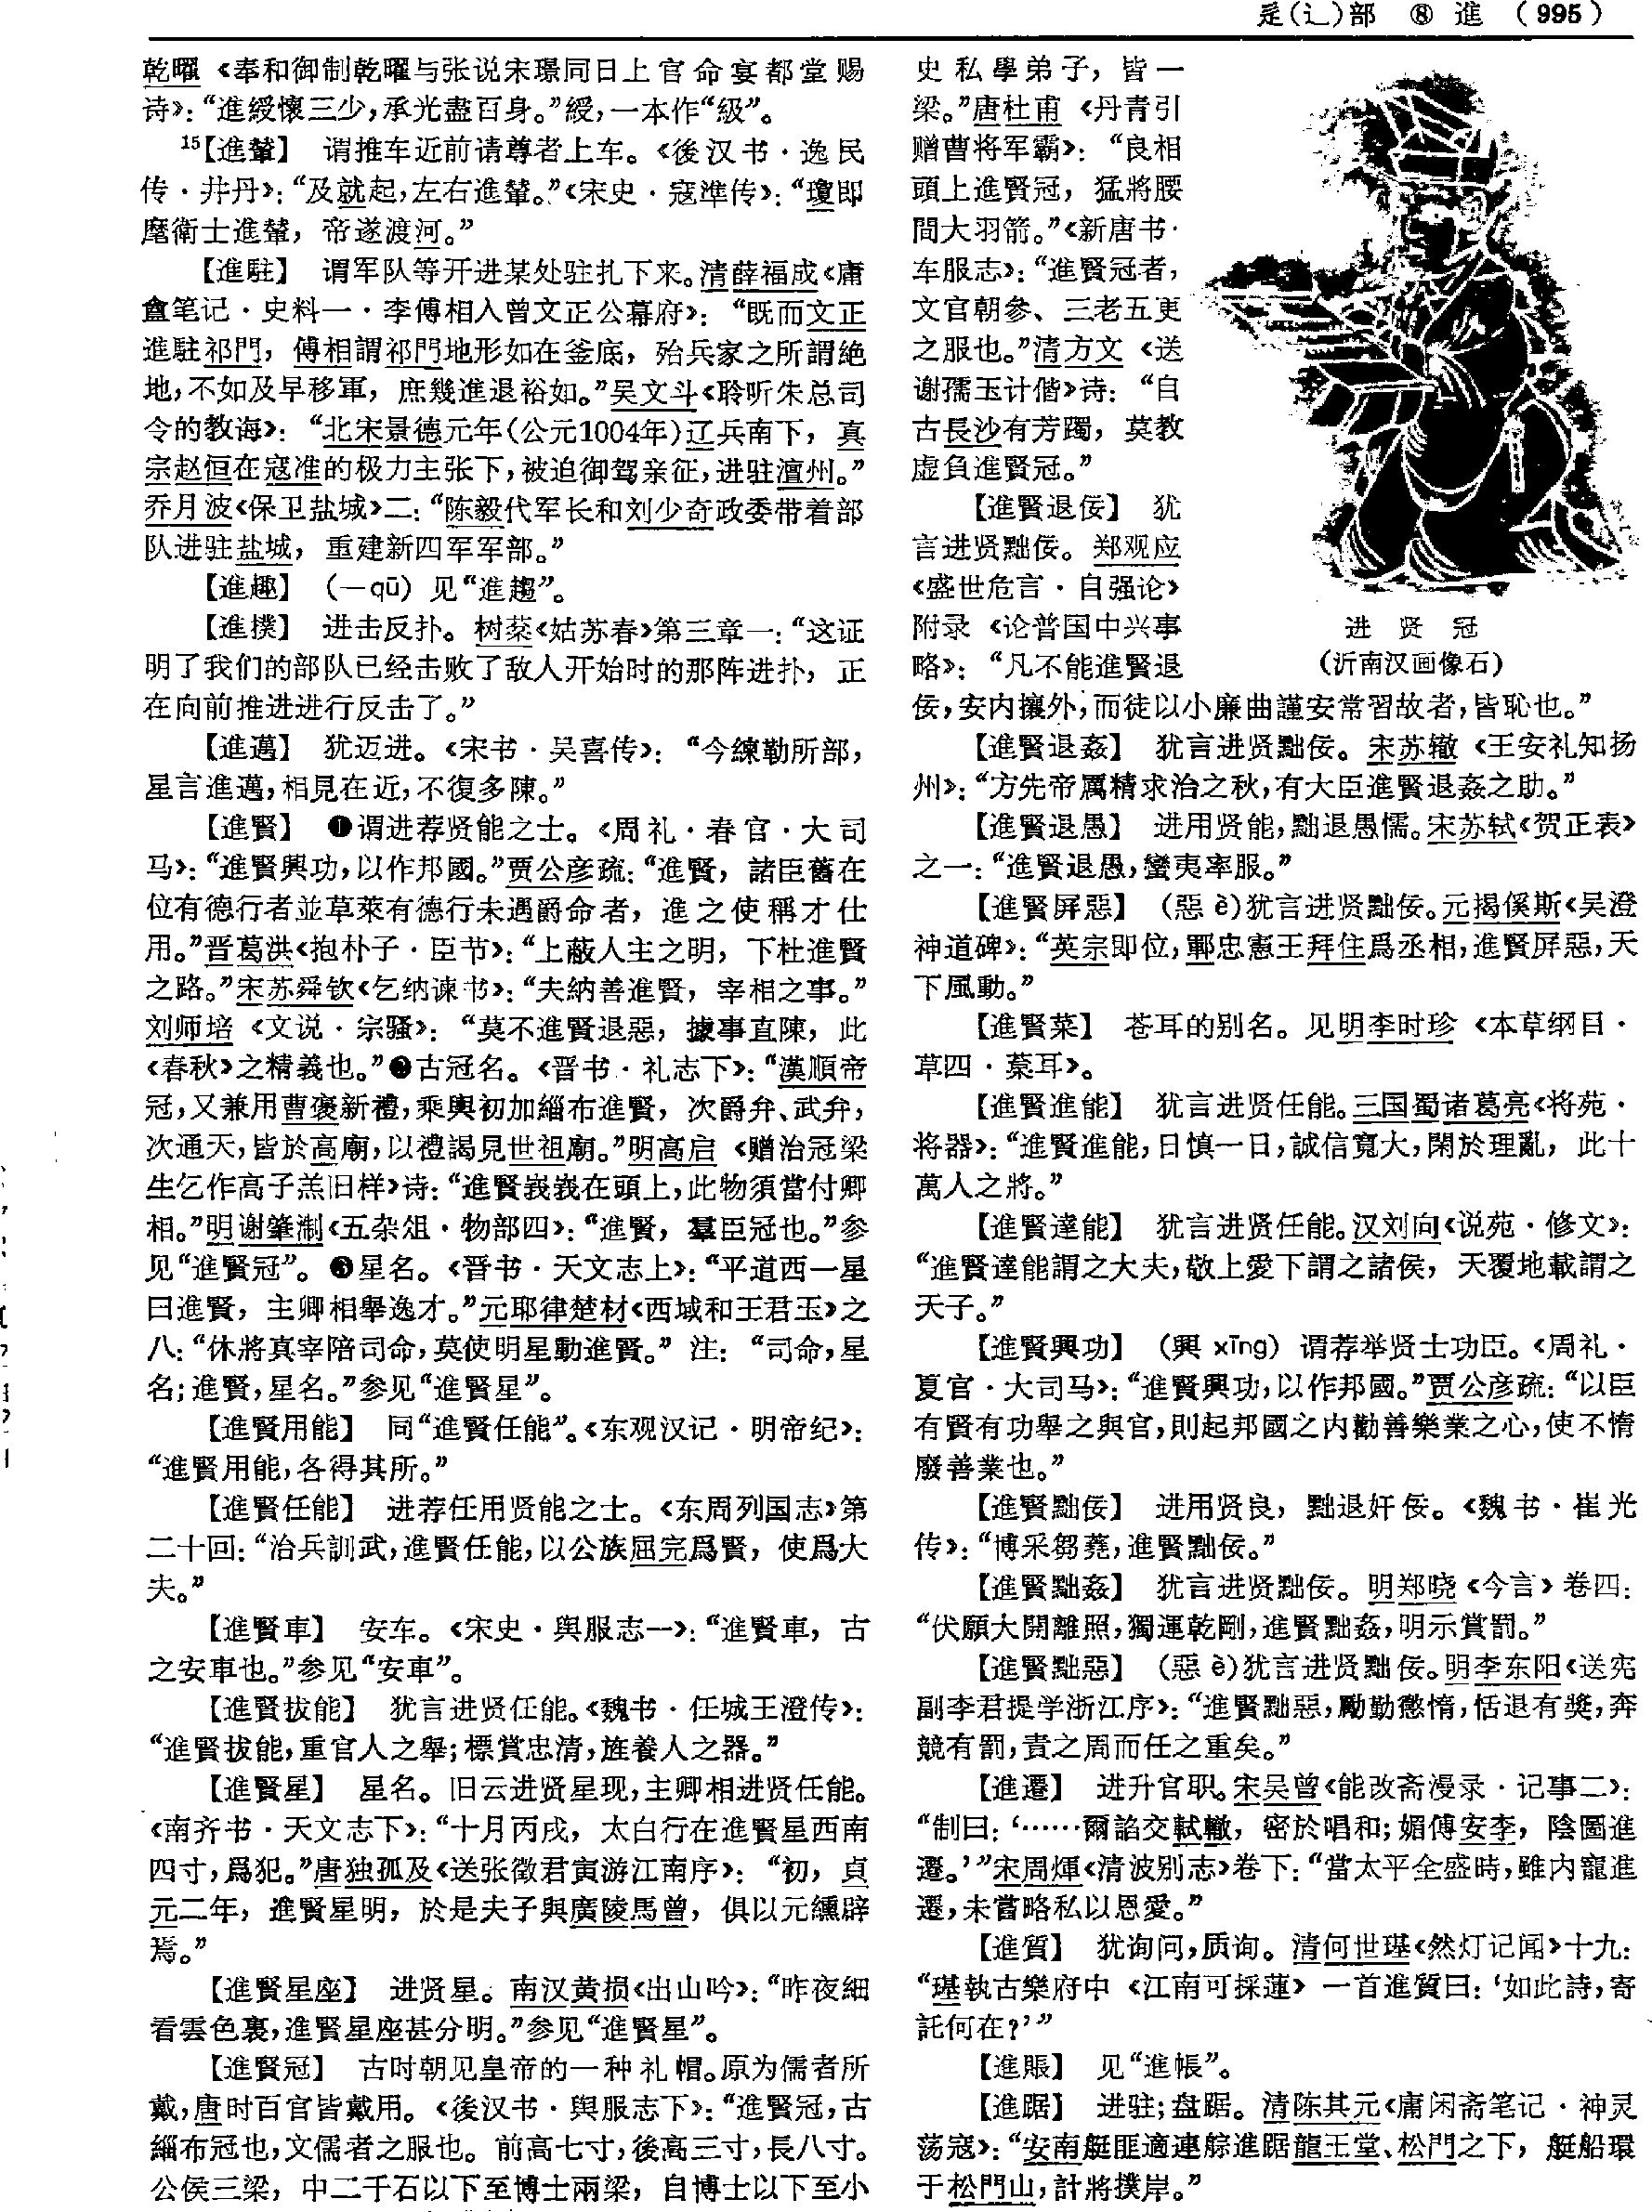 辵(辶)部 ⑧ 進 (995)
乾曜《奉和御制乾曜与张说宋璟同日上官命宴都堂赐
诗》：“進綬懷三少，承光盡百身。”綬，一本作“級”。
15【進輦】 谓推车近前请尊者上车。《後汉书·逸民
传·井丹》：“及就起，左右進輦。”《宋史·寇準传》：“瓊即
麾衛士進輦，帝遂渡河。”
【進駐】 谓军队等开进某处驻扎下来。清薛福成《庸
盦笔记·史料一·李傅相入曾文正公幕府》：“既而文正
進駐祁門，傅相謂祁門地形如在釜底，殆兵家之所謂絶
地，不如及早移軍，庶幾進退裕如。”吴文斗《聆听朱总司
令的教诲》：“北宋景德元年(公元1004年)辽兵南下，真
宗赵恒在寇准的极力主张下，被迫御驾亲征，进驻澶州。”
乔月波《保卫盐城》二：“陈毅代军长和刘少奇政委带着部
队进驻盐城，重建新四军军部。”
【進趣】 (一qū) 见“進趨”。
【進撲】 进击反扑。树棻《姑苏春》第三章一：“这证
明了我们的部队已经击败了敌人开始时的那阵进扑，正
在向前推进进行反击了。”
【進邁】 犹迈进。《宋书·吴喜传》：“今練勒所部，
星言進邁，相見在近，不復多陳。”
【進賢】 ❶谓进荐贤能之士。《周礼·春官·大司
马》：“進賢興功，以作邦國。”贾公彦疏：“進賢，諸臣舊在
位有德行者並草萊有德行未遇爵命者，進之使稱才仕
用。”晋葛洪《抱朴子·臣节》：“上蔽人主之明，下杜進賢
之路。”宋苏舜钦《乞纳谏书》：“夫納善進賢，宰相之事。”
刘师培《文说·宗骚》：“莫不進賢退惡，據事直陳，此
《春秋》之精義也。”❷古冠名。《晋书·礼志下》：“漢順帝
冠，又兼用曹褒新禮，乘輿初加緇布進賢，次爵弁、武弁，
次通天，皆於高廟，以禮謁見世祖廟。”明高启《赠治冠梁
生乞作高子羔旧样》诗：“進賢峩峩在頭上，此物須當付卿
相。”明谢肇淛《五杂俎·物部四》：“進賢，羣臣冠也。”参
见“進賢冠”。❸星名。《晋书·天文志上》：“平道西一星
曰進賢，主卿相舉逸才。”元耶律楚材《西域和王君玉》之
八：“休將真宰陪司命，莫使明星動進賢。”注：“司命，星
名；進賢，星名。”参见“進賢星”。
【進賢用能】 同“進賢任能”。《东观汉记·明帝纪》：
“進賢用能，各得其所。”
【進賢任能】 进荐任用贤能之士。《东周列国志》第
二十回：“治兵訓武，進賢任能，以公族屈完爲賢，使爲大
夫。”
【進賢車】 安车。《宋史·舆服志一》：“進賢車，古
之安車也。”参见“安車”。
【進賢拔能】 犹言进贤任能。《魏书·任城王澄传》：
“進賢拔能，重官人之舉；標賞忠清，旌養人之器。”
【進賢星】 星名。旧云进贤星现，主卿相进贤任能。
《南齐书·天文志下》：“十月丙戌，太白行在進賢星西南
四寸，爲犯。”唐独孤及《送张徵君寅游江南序》：“初，貞
元二年，進賢星明，於是夫子與廣陵馬曾，俱以元纁辟
焉。”
【進賢星座】 进贤星。南汉黄损《出山吟》：“昨夜細
看雲色裏，進賢星座甚分明。”参见“進賢星”。
【進賢冠】 古时朝见皇帝的一种礼帽。原为儒者所
戴，唐时百官皆戴用。《後汉书·舆服志下》：“進賢冠，古
緇布冠也，文儒者之服也。前高七寸，後高三寸，長八寸。
公侯三梁，中二千石以下至博士兩梁，自博士以下至小
史私學弟子，皆一
梁。”唐杜甫《丹青引
赠曹将军霸》：“良相
頭上進賢冠，猛將腰
間大羽箭。”《新唐书·
车服志》：“進賢冠者，
文官朝参、三老五更
之服也。”清方文《送
谢孺玉计偕》诗：“自
古長沙有芳躅，莫教
虚負進賢冠。”
【進賢退佞】 犹
言进贤黜佞。郑观应
《盛世危言·自强论》
附录《论普国中兴事
略》：“凡不能進賢退
佞，安内攘外，而徒以小廉曲謹安常習故者，皆恥也。”
进贤冠
(沂南汉画像石)
【進賢退姦】 犹言进贤黜佞。宋苏辙《王安礼知扬
州》：“方先帝厲精求治之秋，有大臣進賢退姦之助。”
【進賢退愚】 进用贤能，黜退愚懦。宋苏轼《贺正表》
之一：“進賢退愚，蠻夷率服。”
【進賢屏惡】 (惡 è)犹言进贤黜佞。元揭傒斯《吴澄
神道碑》：“英宗即位，鄆忠憲王拜住爲丞相，進賢屏惡，天
下風動。”
【進賢菜】 苍耳的别名。见明李时珍《本草纲目·
草四·葈耳》。
【進賢進能】 犹言进贤任能。三国蜀诸葛亮《将苑·
将器》：“進賢進能，日慎一日，誠信寬大，閑於理亂，此十
萬人之將。”
【進賢達能】 犹言进贤任能。汉刘向《说苑·修文》：
“進賢達能謂之大夫，敬上愛下謂之諸侯，天覆地載謂之
天子。”
【進賢興功】 (興 xīng) 谓荐举贤士功臣。《周礼·
夏官·大司马》：“進賢興功，以作邦國。”贾公彦疏：“以臣
有賢有功舉之與官，則起邦國之内勸善樂業之心，使不惰
廢善業也。”
【進賢黜佞】 进用贤良，黜退奸佞。《魏书·崔光
传》：“博采芻蕘，進賢黜佞。”
【進賢黜姦】 犹言进贤黜佞。明郑晓《今言》卷四：
“伏願大開離照，獨運乾剛，進賢黜姦，明示賞罰。”
【進賢黜惡】 (惡 è)犹言进贤黜佞。明李东阳《送宪
副李君提学浙江序》：“進賢黜惡，勵勤懲惰，恬退有獎，奔
競有罰，責之周而任之重矣。”
【進遷】 进升官职。宋吴曾《能改斋漫录·记事二》：
“制曰：‘……爾諂交軾轍，密於唱和；媚傅安李，陰圖進
遷。’”宋周煇《清波别志》卷下：“當太平全盛時，雖内寵進
遷，未嘗略私以恩愛。”
【進質】 犹询问，质询。清何世璂《然灯记闻》十九：
“璂執古樂府中《江南可採蓮》一首進質曰：‘如此詩，寄
託何在？’”
【進賬】 见“進帳”。
【進踞】 进驻；盘踞。清陈其元《庸闲斋笔记·神灵
荡寇》：“安南艇匪適連䑸進踞龍王堂、松門之下，艇船環
于松門山，計將撲岸。”